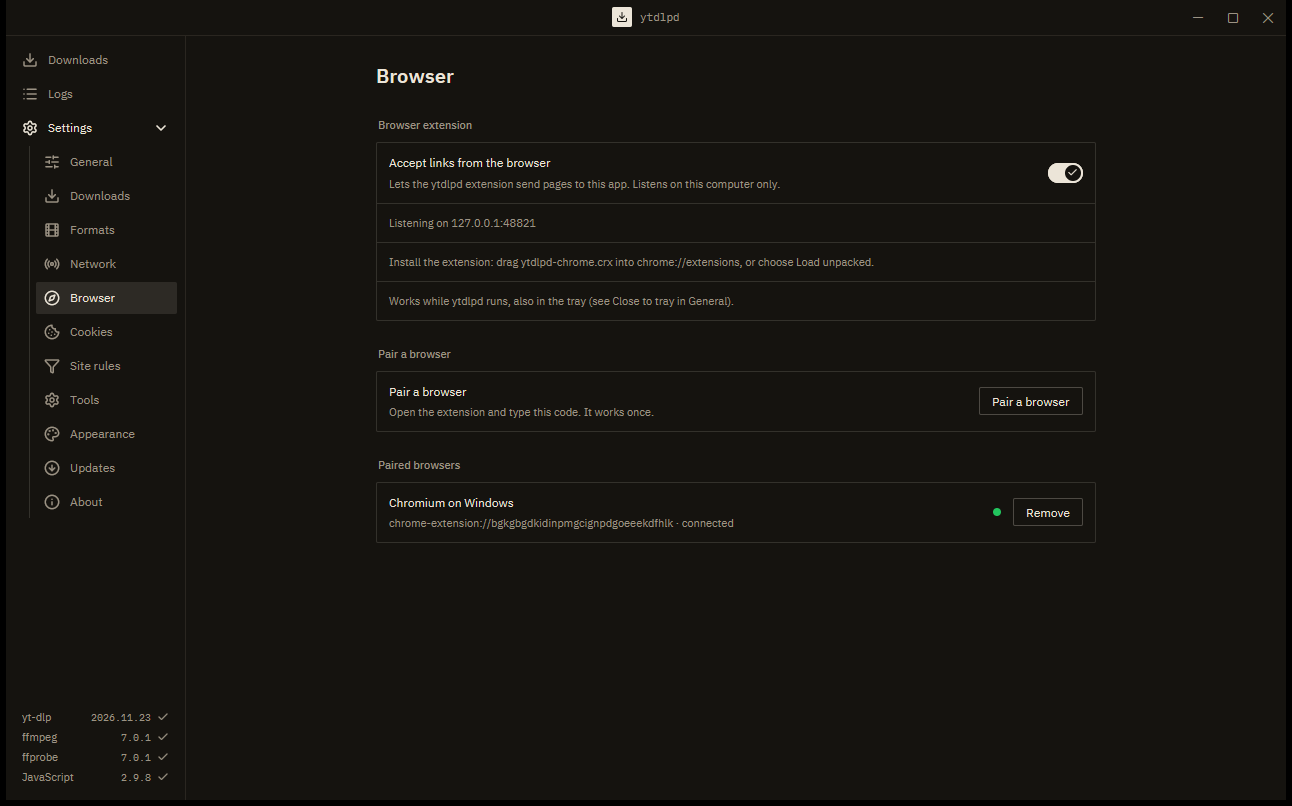 ytdlpd
Downloads
Logs
Settings
General
Downloads
Formats
Network
Browser
Cookies
Site rules
Tools
Appearance
Updates
About
yt-dlp 2026.11.23
ffmpeg 7.0.1
ffprobe 7.0.1
JavaScript 2.9.8
Browser
Browser extension
Accept links from the browser
Lets the ytdlpd extension send pages to this app. Listens on this computer only.
Listening on 127.0.0.1:48821
Install the extension: drag ytdlpd-chrome.crx into chrome://extensions, or choose Load unpacked.
Works while ytdlpd runs, also in the tray (see Close to tray in General).
Pair a browser
Pair a browser
Open the extension and type this code. It works once.
Pair a browser
Paired browsers
Chromium on Windows
chrome-extension://bgkgbgdkidinpmgcignpdgoeeekdfhlk · connected
Remove